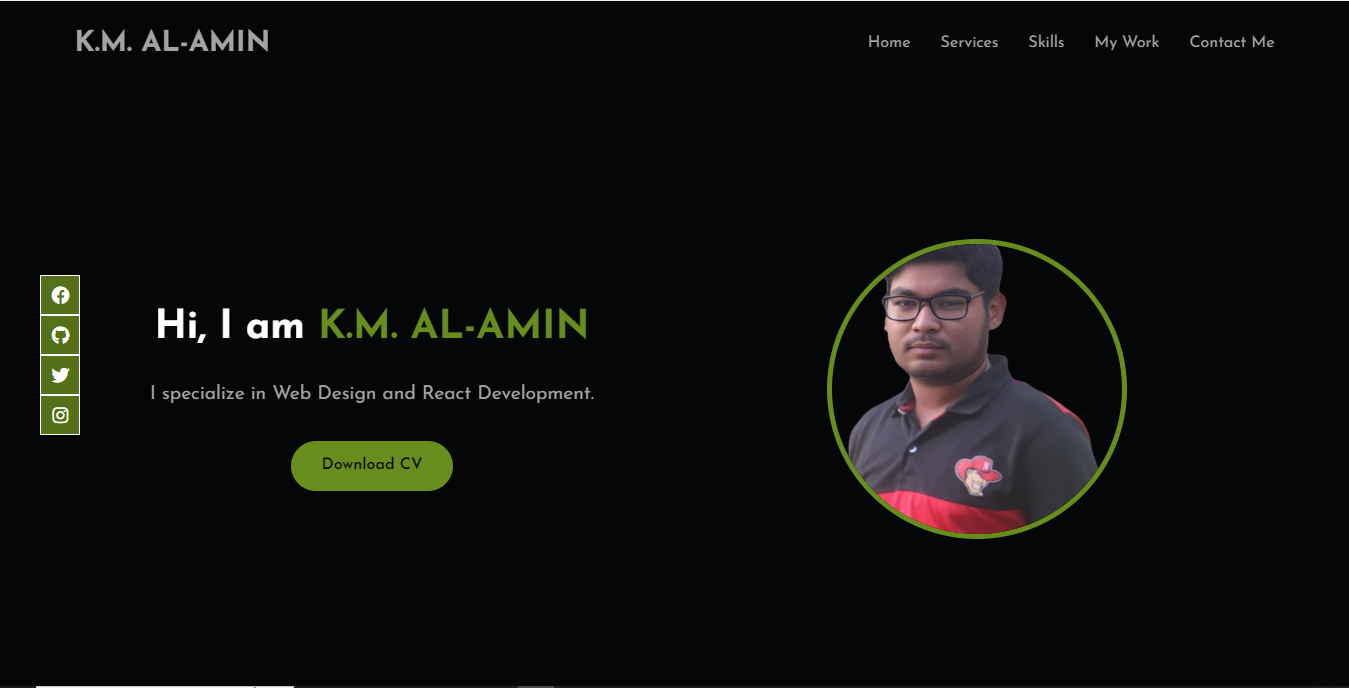 K.M. AL-AMIN
Home Services Skills My Work Contact Me
Hi, I am K.M. AL-AMIN
I specialize in Web Design and React Development.
Download CV